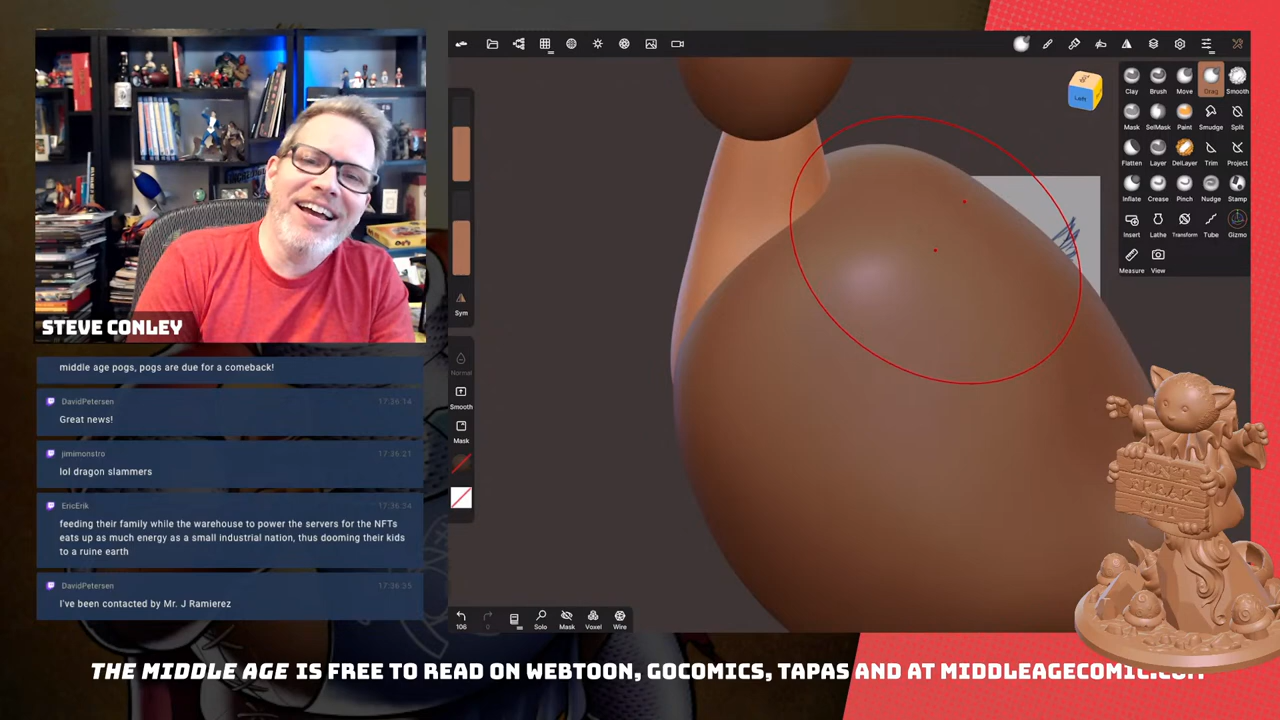 STEVE CONLEY
middle age pogs, pogs are due for a comeback!
DavidPetersen 17:36:14
Great news!
jimimonstro 17:36:21
lol dragon slammers
EricErik 17:36:34
feeding their family while the warehouse to power the servers for the NFTs
eats up as much energy as a small industrial nation, thus dooming their kids
to a ruine earth
DavidPetersen 17:36:35
I've been contacted by Mr. J Ramierez
Sym
Normal
Smooth
Mask
108 0 Solo Mask Voxel Wire
Left
Clay Brush Move Drag Smooth
Mask SelMask Paint Smudge Split
Flatten Layer DelLayer Trim Project
Inflate Crease Pinch Nudge Stamp
Insert Lathe Transform Tube Gizmo
Measure View
DON'T
FREAK
OUT
THE MIDDLE AGE IS FREE TO READ ON WEBTOON, GOCOMICS, TAPAS AND AT MIDDLEAGECOMIC.COM